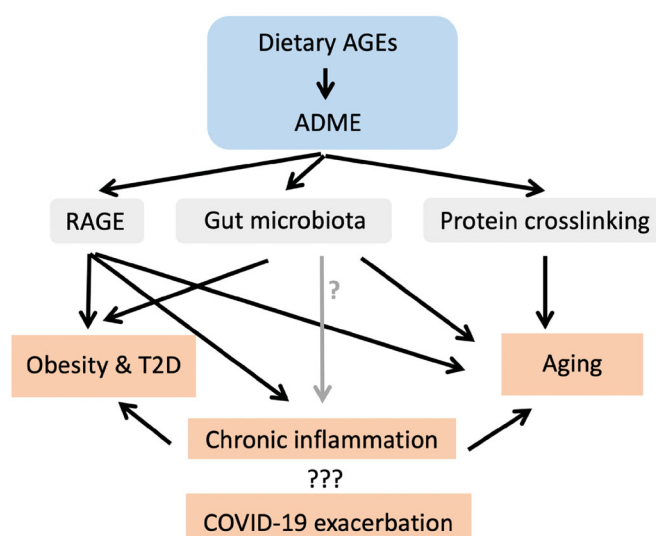 Dietary AGEs
ADME
RAGE
Gut microbiota
Protein crosslinking
?
Obesity & T2D
Aging
Chronic inflammation
???
COVID-19 exacerbation